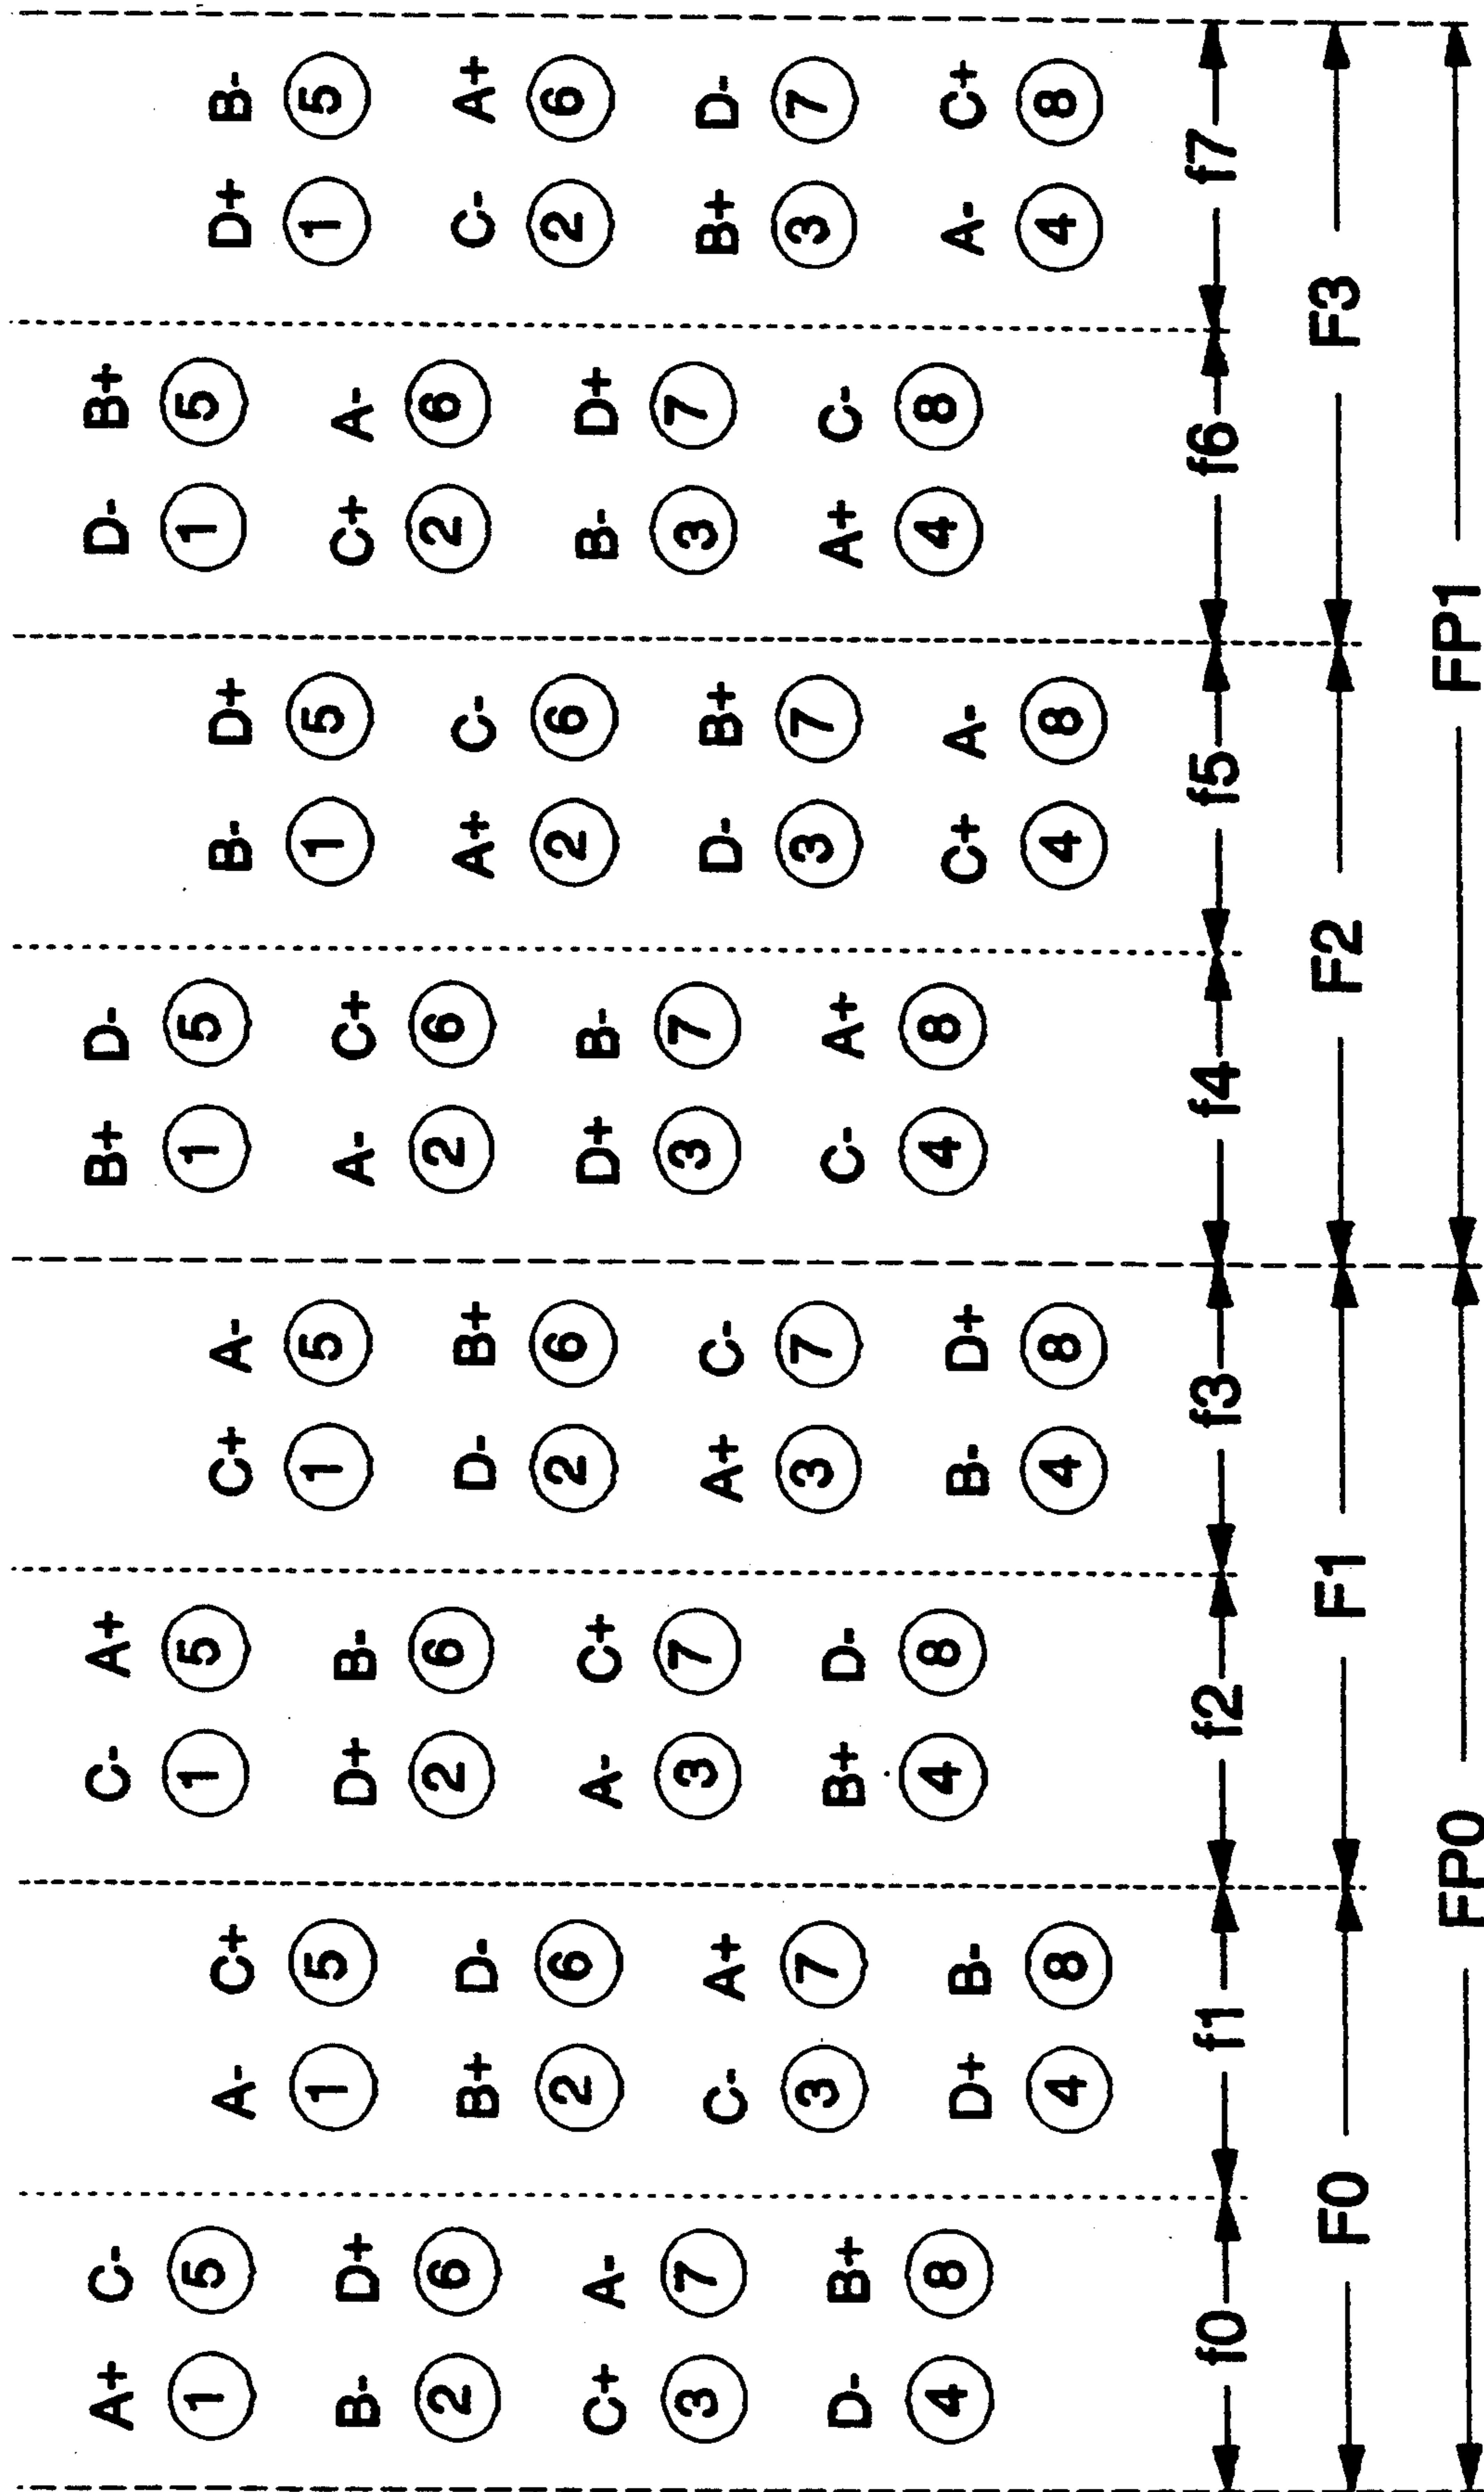 A+ C- C- A+ B+ D- D- B+
1 5 1 5 1 5 1 5
A- C+ C+ A- B- D+ D+ B-
1 5 1 5 1 5 1 5
B- D+ D+ B- A- C+ C+ A-
2 6 2 6 2 6 2 6
B+ D- D- B+ A+ C- C- A+
2 6 2 6 2 6 2 6
C+ A- A- C+ D+ B- B- D+
3 7 3 7 3 7 3 7
C- A+ A+ C- D- B+ B+ D-
3 7 3 7 3 7 3 7
D- B+ B+ D- C- A+ A+ C-
4 8 4 8 4 8 4 8
D+ B- B- D+ C+ A- A- C+
4 8 4 8 4 8 4 8
f0 f1 f2 f3 f4 f5 f6 f7
F0 F1 F2 F3
FP0 FP1